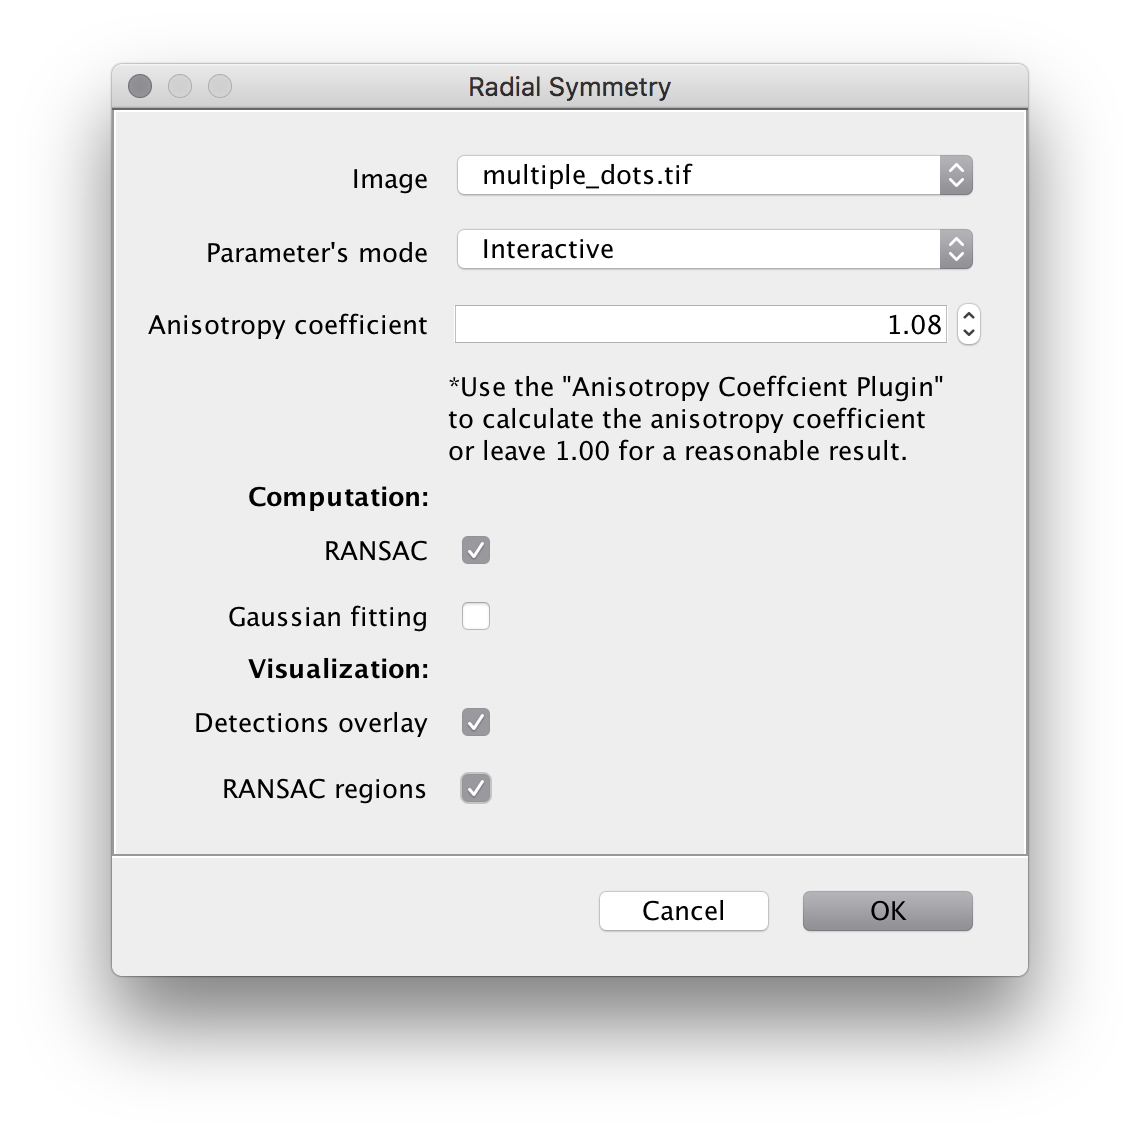 Radial Symmetry
Image multiple_dots.tif
Parameter's mode Interactive
Anisotropy coefficient 1.08
*Use the "Anisotropy Coeffcient Plugin"
to calculate the anisotropy coefficient
or leave 1.00 for a reasonable result.
Computation:
RANSAC
Gaussian fitting
Visualization:
Detections overlay
RANSAC regions
Cancel OK